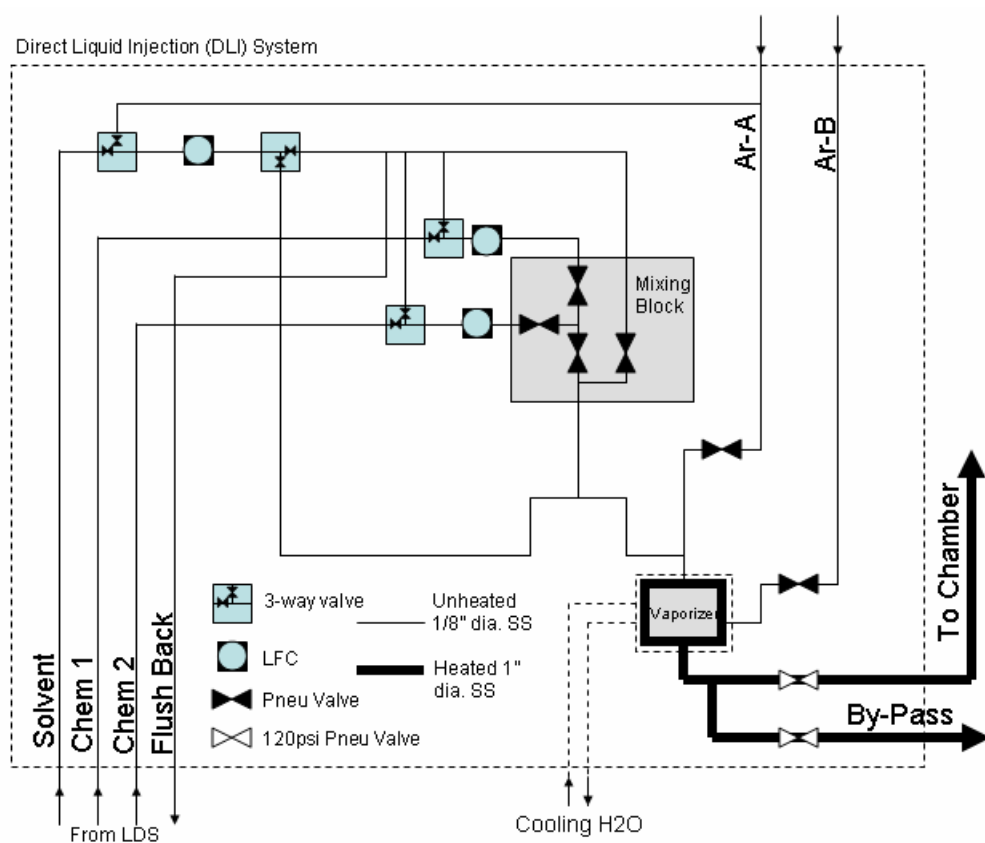 Direct Liquid Injection (DLI) System
Ar-A
Ar-B
Mixing
Block
To Chamber
Vaporizer
By-Pass
3-way valve
LFC
Pneu Valve
120psi Pneu Valve
Unheated
1/8" dia. SS
Heated 1"
dia. SS
Solvent
Chem 1
Chem 2
Flush Back
From LDS
Cooling H2O